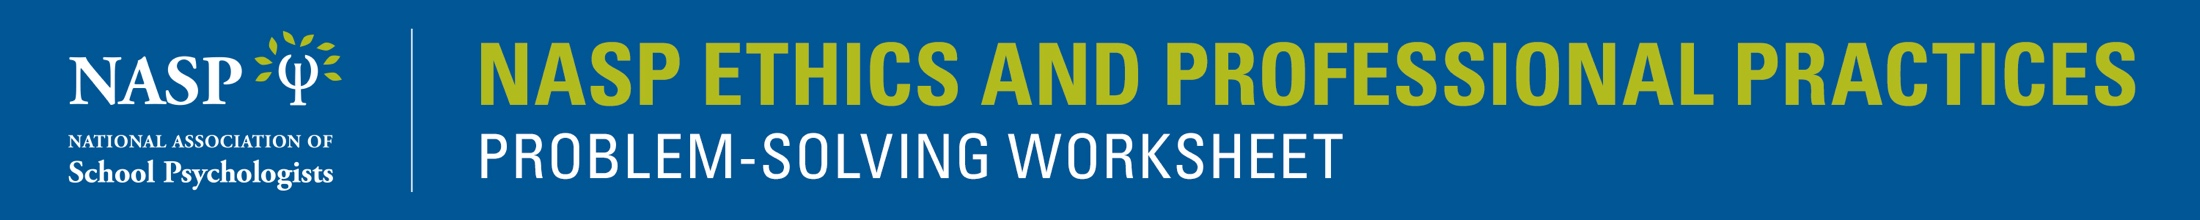 NASP
NATIONAL ASSOCIATION OF
School Psychologists
NASP ETHICS AND PROFESSIONAL PRACTICES
PROBLEM-SOLVING WORKSHEET